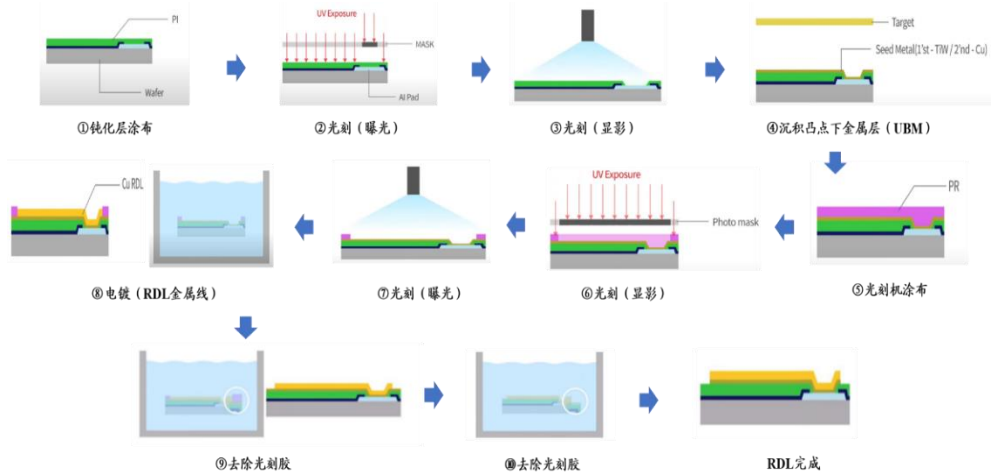 PI
Wafer
①钝化层涂布
UV Exposure
MASK
Al Pad
②光刻（曝光）
③光刻（显影）
Target
Seed Metal(1'st - TiW / 2'nd - Cu)
④沉积凸点下金属层（UBM）
PR
⑤光刻机涂布
UV Exposure
Photo mask
⑥光刻（显影）
⑦光刻（曝光）
Cu RDL
⑧电镀（RDL金属线）
⑨去除光刻胶
⑩去除光刻胶
RDL完成